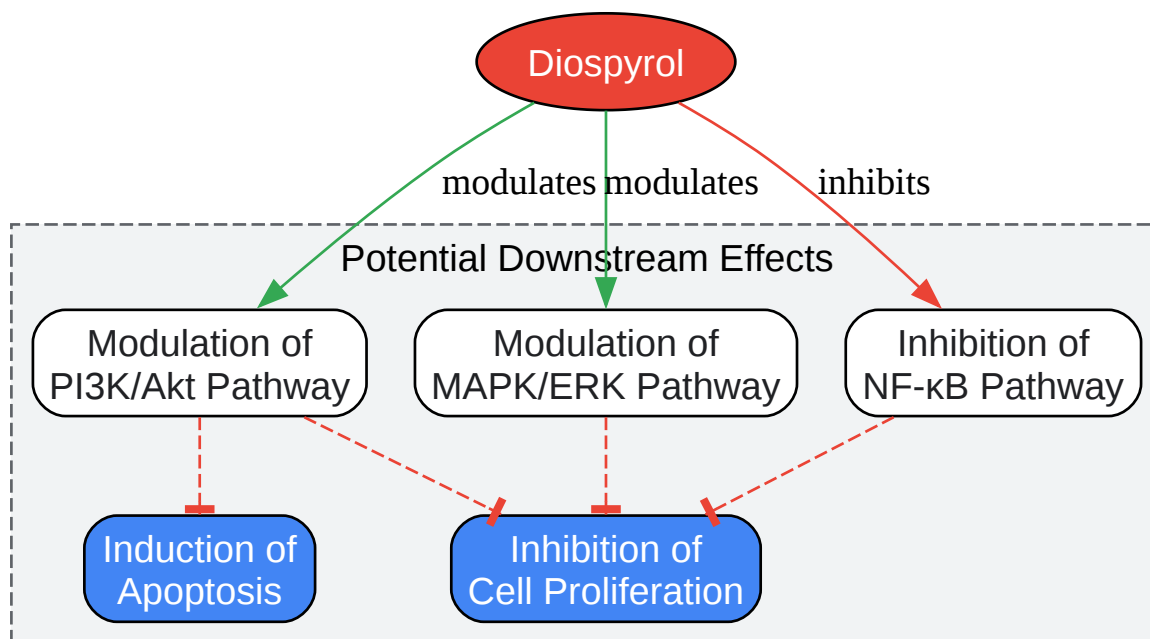 Diospyrol
modulates
modulates
inhibits
Potential Downstream Effects
Modulation of
PI3K/Akt Pathway
Modulation of
MAPK/ERK Pathway
Inhibition of
NF-κB Pathway
Induction of
Apoptosis
Inhibition of
Cell Proliferation